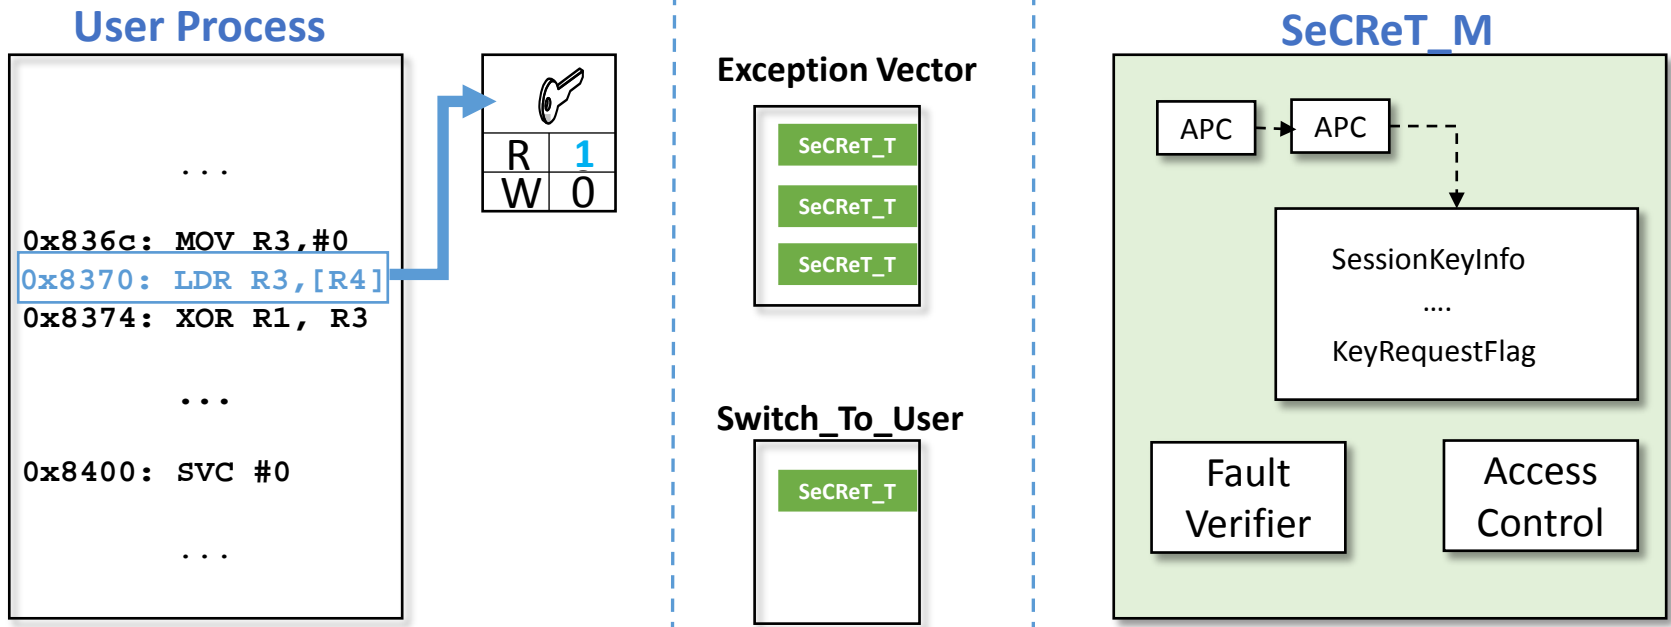 User Process
...
0x836c: MOV R3,#0
0x8370: LDR R3,[R4]
0x8374: XOR R1, R3
...
0x8400: SVC #0
...
R 1
W 0
Exception Vector
SeCReT_T
SeCReT_T
SeCReT_T
Switch_To_User
SeCReT_T
SeCReT_M
APC
APC
SessionKeyInfo
....
KeyRequestFlag
Fault
Verifier
Access
Control